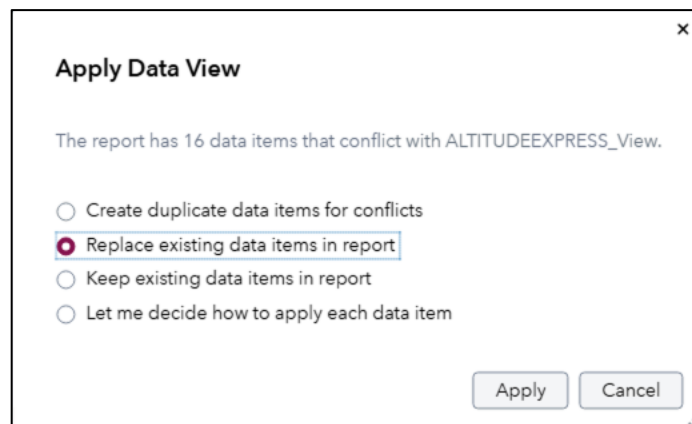 ×
Apply Data View
The report has 16 data items that conflict with ALTITUDEEXPRESS_View.
Create duplicate data items for conflicts
Replace existing data items in report
Keep existing data items in report
Let me decide how to apply each data item
Apply Cancel